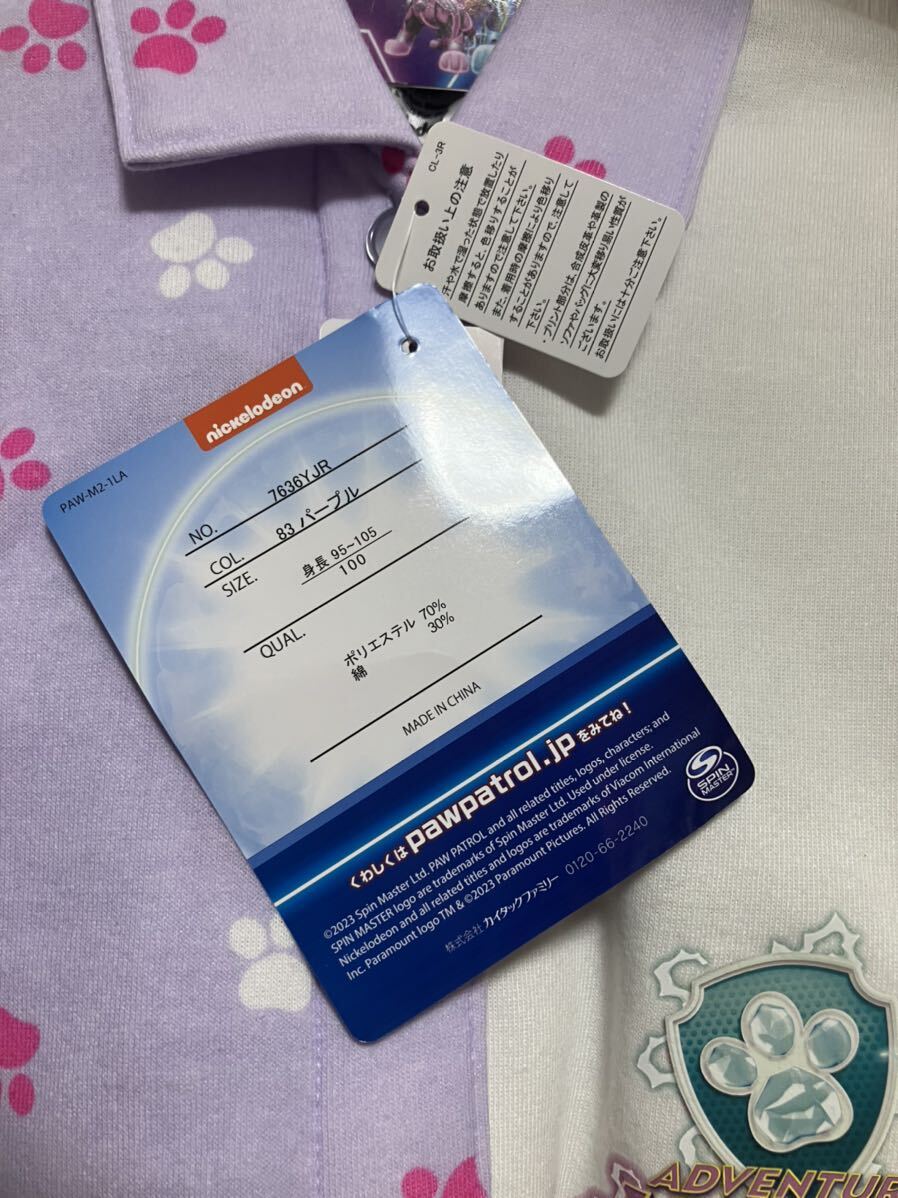 CL-3R
お取扱い上の注意
汗や水で湿った状態で放置したり
摩擦すると、色移りすることが
ありますので注意して下さい。
また、着用時の摩擦により色移り
することがありますので、注意して
下さい。
・プリント部分は、合成皮革や革製の
ソファやバッグに大変移り易い性質が
ございます。
お取扱いには十分ご注意下さい。
nickelodeon
PAW-M2-1LA
NO. 7636YJR
COL. 83 パープル
SIZE. 身長 95~105
100
QUAL.
ポリエステル 70%
綿 30%
MADE IN CHINA
くわしくは pawpatrol.jp をみてね!
SPIN MASTER™
©2023 Spin Master Ltd. PAW PATROL and all related titles, logos, characters; and
SPIN MASTER logo are trademarks of Spin Master Ltd. Used under license.
Nickelodeon and all related titles and logos are trademarks of Viacom International
Inc. Paramount logo TM & ©2023 Paramount Pictures. All Rights Reserved.
株式会社 カイタックファミリー 0120-66-2240